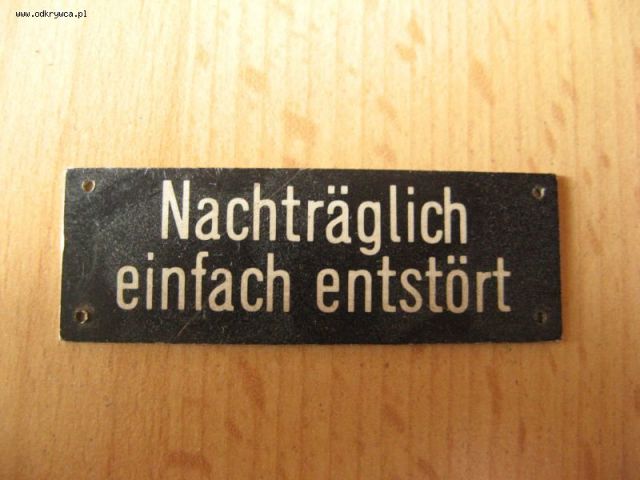 www.odkrywca.pl
Nachträglich
einfach entstört